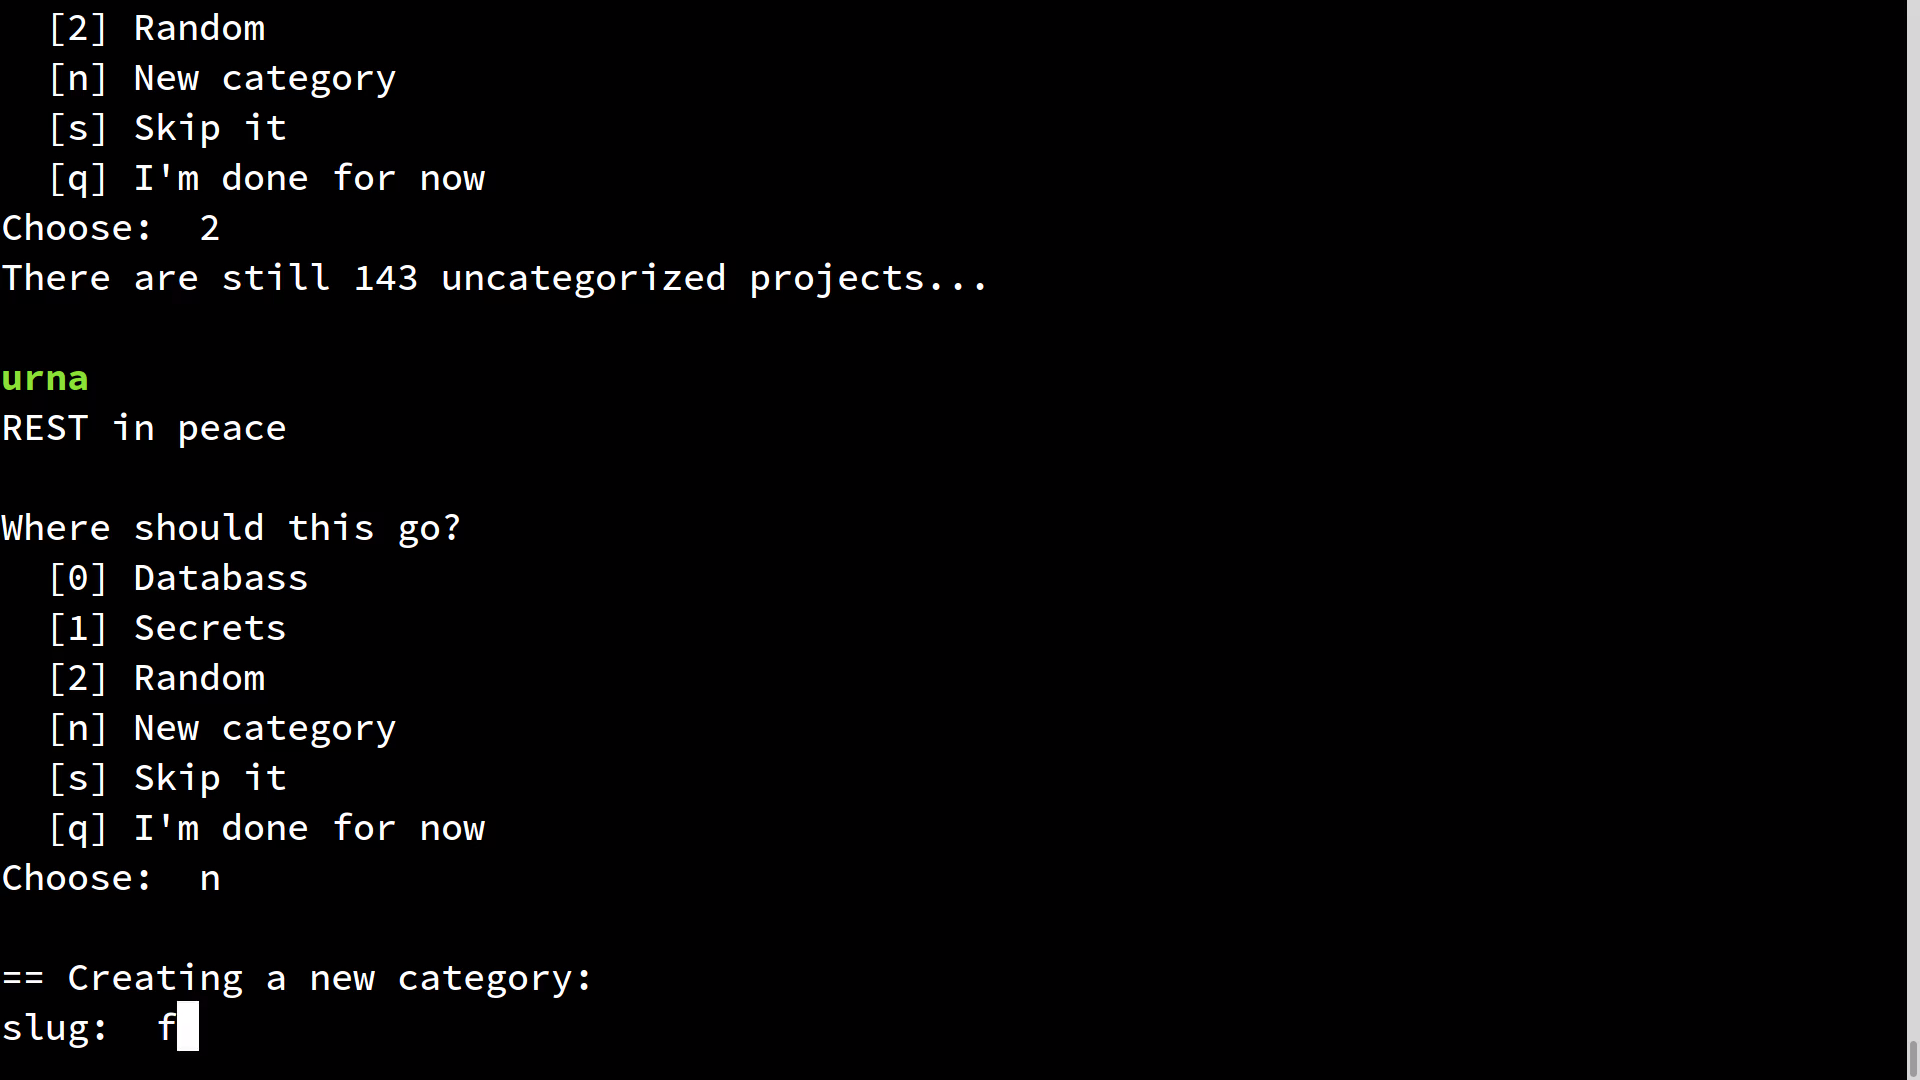 [2] Random
[n] New category
[s] Skip it
[q] I'm done for now
Choose:  2
There are still 143 uncategorized projects...
urna
REST in peace
Where should this go?
[0] Databass
[1] Secrets
[2] Random
[n] New category
[s] Skip it
[q] I'm done for now
Choose:  n
== Creating a new category:
slug:  f